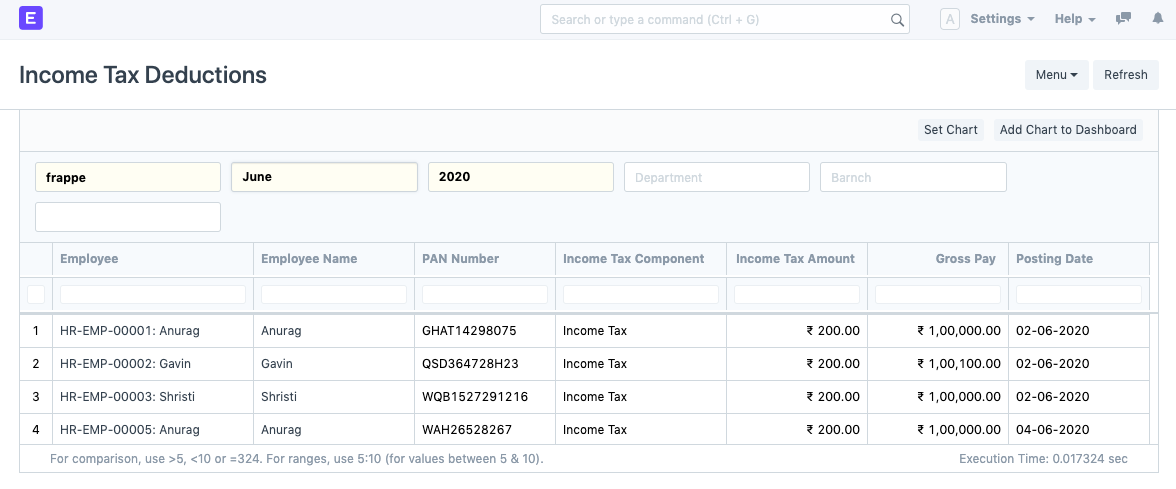 E
Search or type a command (Ctrl + G)
A Settings Help
Income Tax Deductions
Menu Refresh
Set Chart Add Chart to Dashboard
frappe June 2020 Department Barnch
Employee Employee Name PAN Number Income Tax Component Income Tax Amount Gross Pay Posting Date
1 HR-EMP-00001: Anurag Anurag GHAT14298075 Income Tax ₹ 200.00 ₹ 1,00,000.00 02-06-2020
2 HR-EMP-00002: Gavin Gavin QSD364728H23 Income Tax ₹ 200.00 ₹ 1,00,100.00 02-06-2020
3 HR-EMP-00003: Shristi Shristi WQB1527291216 Income Tax ₹ 200.00 ₹ 1,00,000.00 02-06-2020
4 HR-EMP-00005: Anurag Anurag WAH26528267 Income Tax ₹ 200.00 ₹ 1,00,000.00 04-06-2020
For comparison, use >5, <10 or =324. For ranges, use 5:10 (for values between 5 & 10). Execution Time: 0.017324 sec